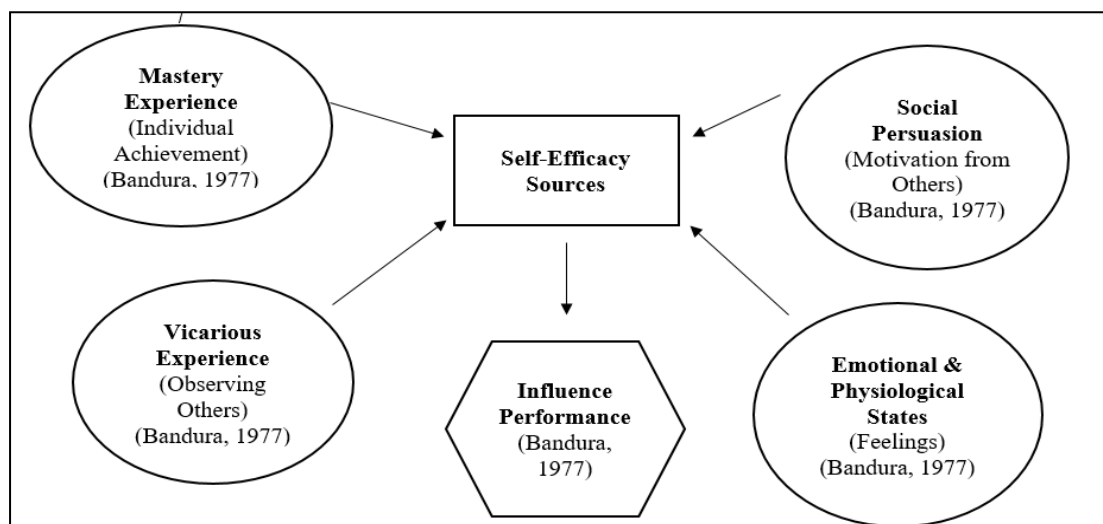 Mastery
Experience
(Individual
Achievement)
(Bandura, 1977)
Self-Efficacy
Sources
Social
Persuasion
(Motivation from
Others)
(Bandura, 1977)
Vicarious
Experience
(Observing
Others)
(Bandura, 1977)
Influence
Performance
(Bandura,
1977)
Emotional &
Physiological
States
(Feelings)
(Bandura, 1977)